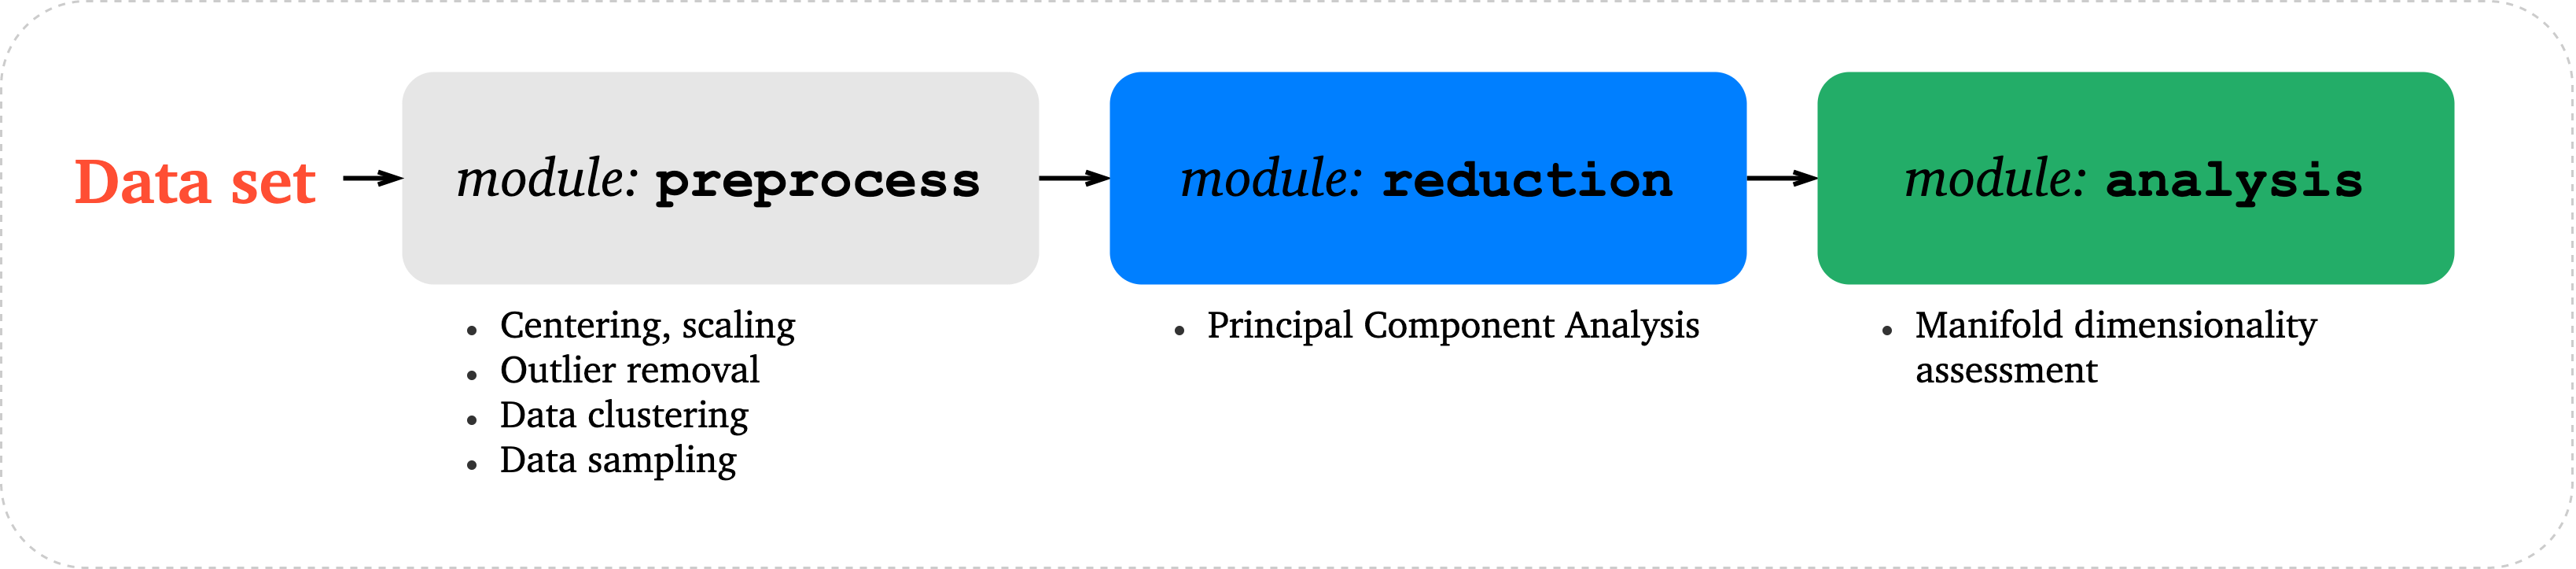 Data set
module: preprocess
module: reduction
module: analysis
• Centering, scaling
• Outlier removal
• Data clustering
• Data sampling
• Principal Component Analysis
• Manifold dimensionality
assessment